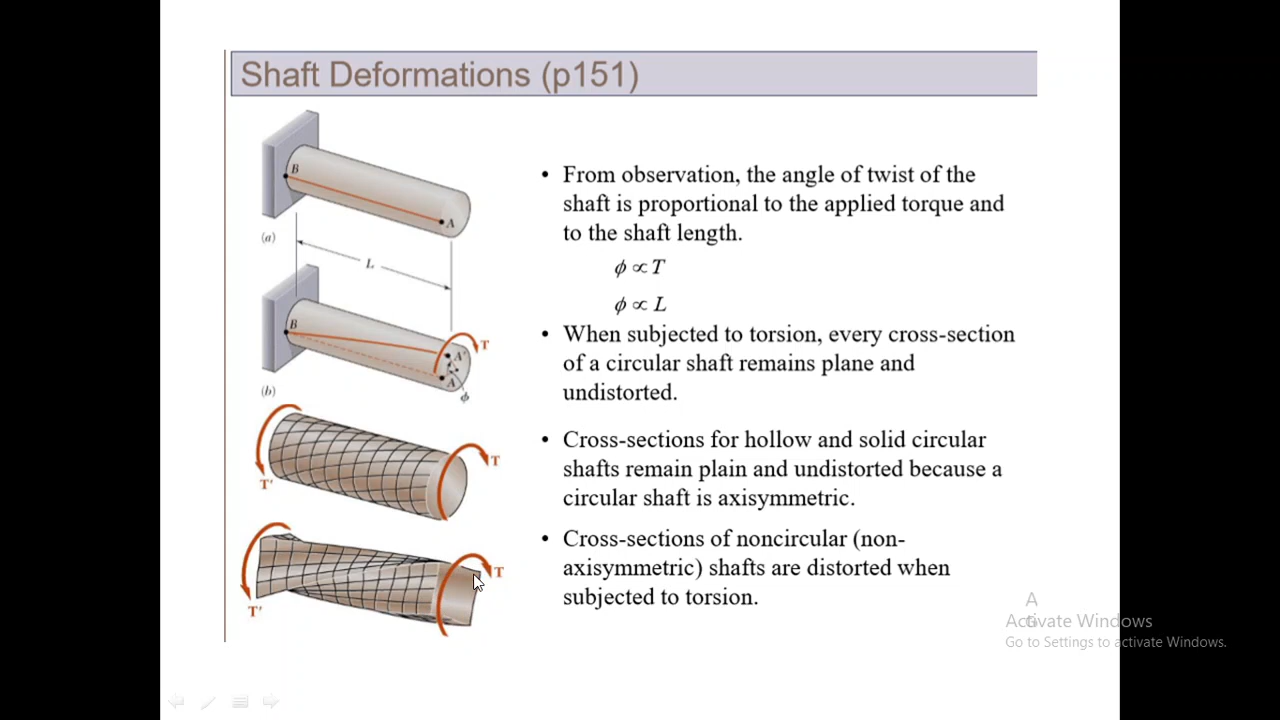 Shaft Deformations (p151)
B
A
(a)
L
B
T
A'
A
(b)
ϕ
T
T'
T
T'
• From observation, the angle of twist of the
shaft is proportional to the applied torque and
to the shaft length.
ϕ ∝ T
ϕ ∝ L
• When subjected to torsion, every cross-section
of a circular shaft remains plane and
undistorted.
• Cross-sections for hollow and solid circular
shafts remain plain and undistorted because a
circular shaft is axisymmetric.
• Cross-sections of noncircular (non-
axisymmetric) shafts are distorted when
subjected to torsion.
A
Activate Windows
Go to Settings to activate Windows.